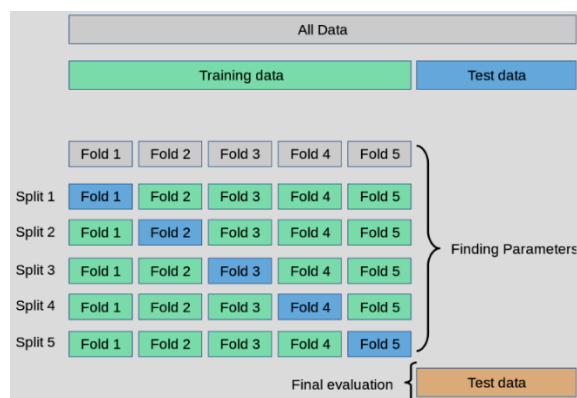 All Data
Training data Test data
Fold 1 Fold 2 Fold 3 Fold 4 Fold 5
Split 1 Fold 1 Fold 2 Fold 3 Fold 4 Fold 5
Split 2 Fold 1 Fold 2 Fold 3 Fold 4 Fold 5
Finding Parameters
Split 3 Fold 1 Fold 2 Fold 3 Fold 4 Fold 5
Split 4 Fold 1 Fold 2 Fold 3 Fold 4 Fold 5
Split 5 Fold 1 Fold 2 Fold 3 Fold 4 Fold 5
Final evaluation Test data